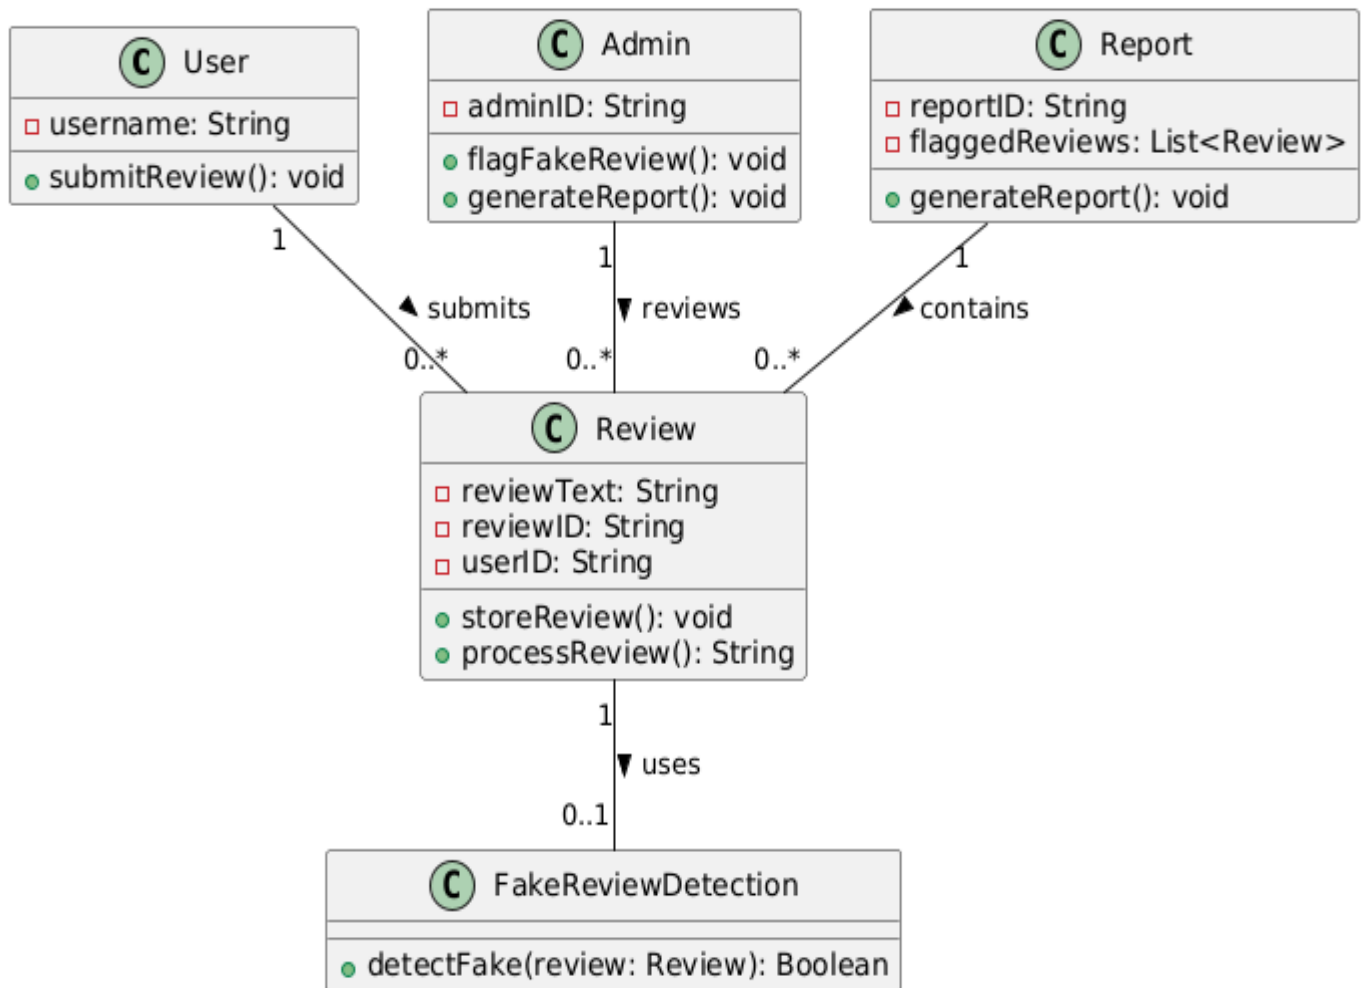 C User
username: String
submitReview(): void
C Admin
adminID: String
flagFakeReview(): void
generateReport(): void
C Report
reportID: String
flaggedReviews: List<Review>
generateReport(): void
1
1
1
submits
reviews
contains
0..*
0..*
0..*
C Review
reviewText: String
reviewID: String
userID: String
storeReview(): void
processReview(): String
1
uses
0..1
C FakeReviewDetection
detectFake(review: Review): Boolean